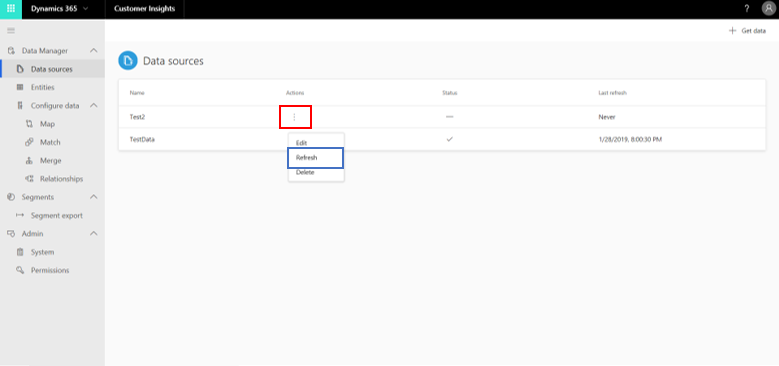 Dynamics 365 Customer Insights ?
Get data
Data Manager
Data sources
Entities
Configure data
Map
Match
Merge
Relationships
Segments
Segment export
Admin
System
Permissions
Data sources
Name Actions Status Last refresh
Test2 Never
TestData 1/28/2019, 8:00:30 PM
Edit
Refresh
Delete